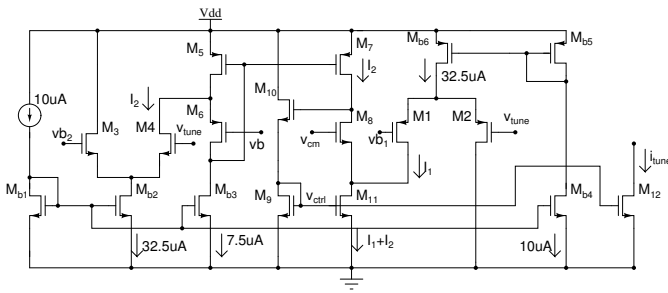 Vdd
M5
M7
Mb6
Mb5
10uA
I2
M10
I2
32.5uA
M3
M4
M6
M8
M1
M2
vb2
vtune
vb
vcm
vb1
vtune
I1
itune
Mb1
Mb2
Mb3
M9
vctrl
M11
Mb4
M12
32.5uA
7.5uA
I1+I2
10uA